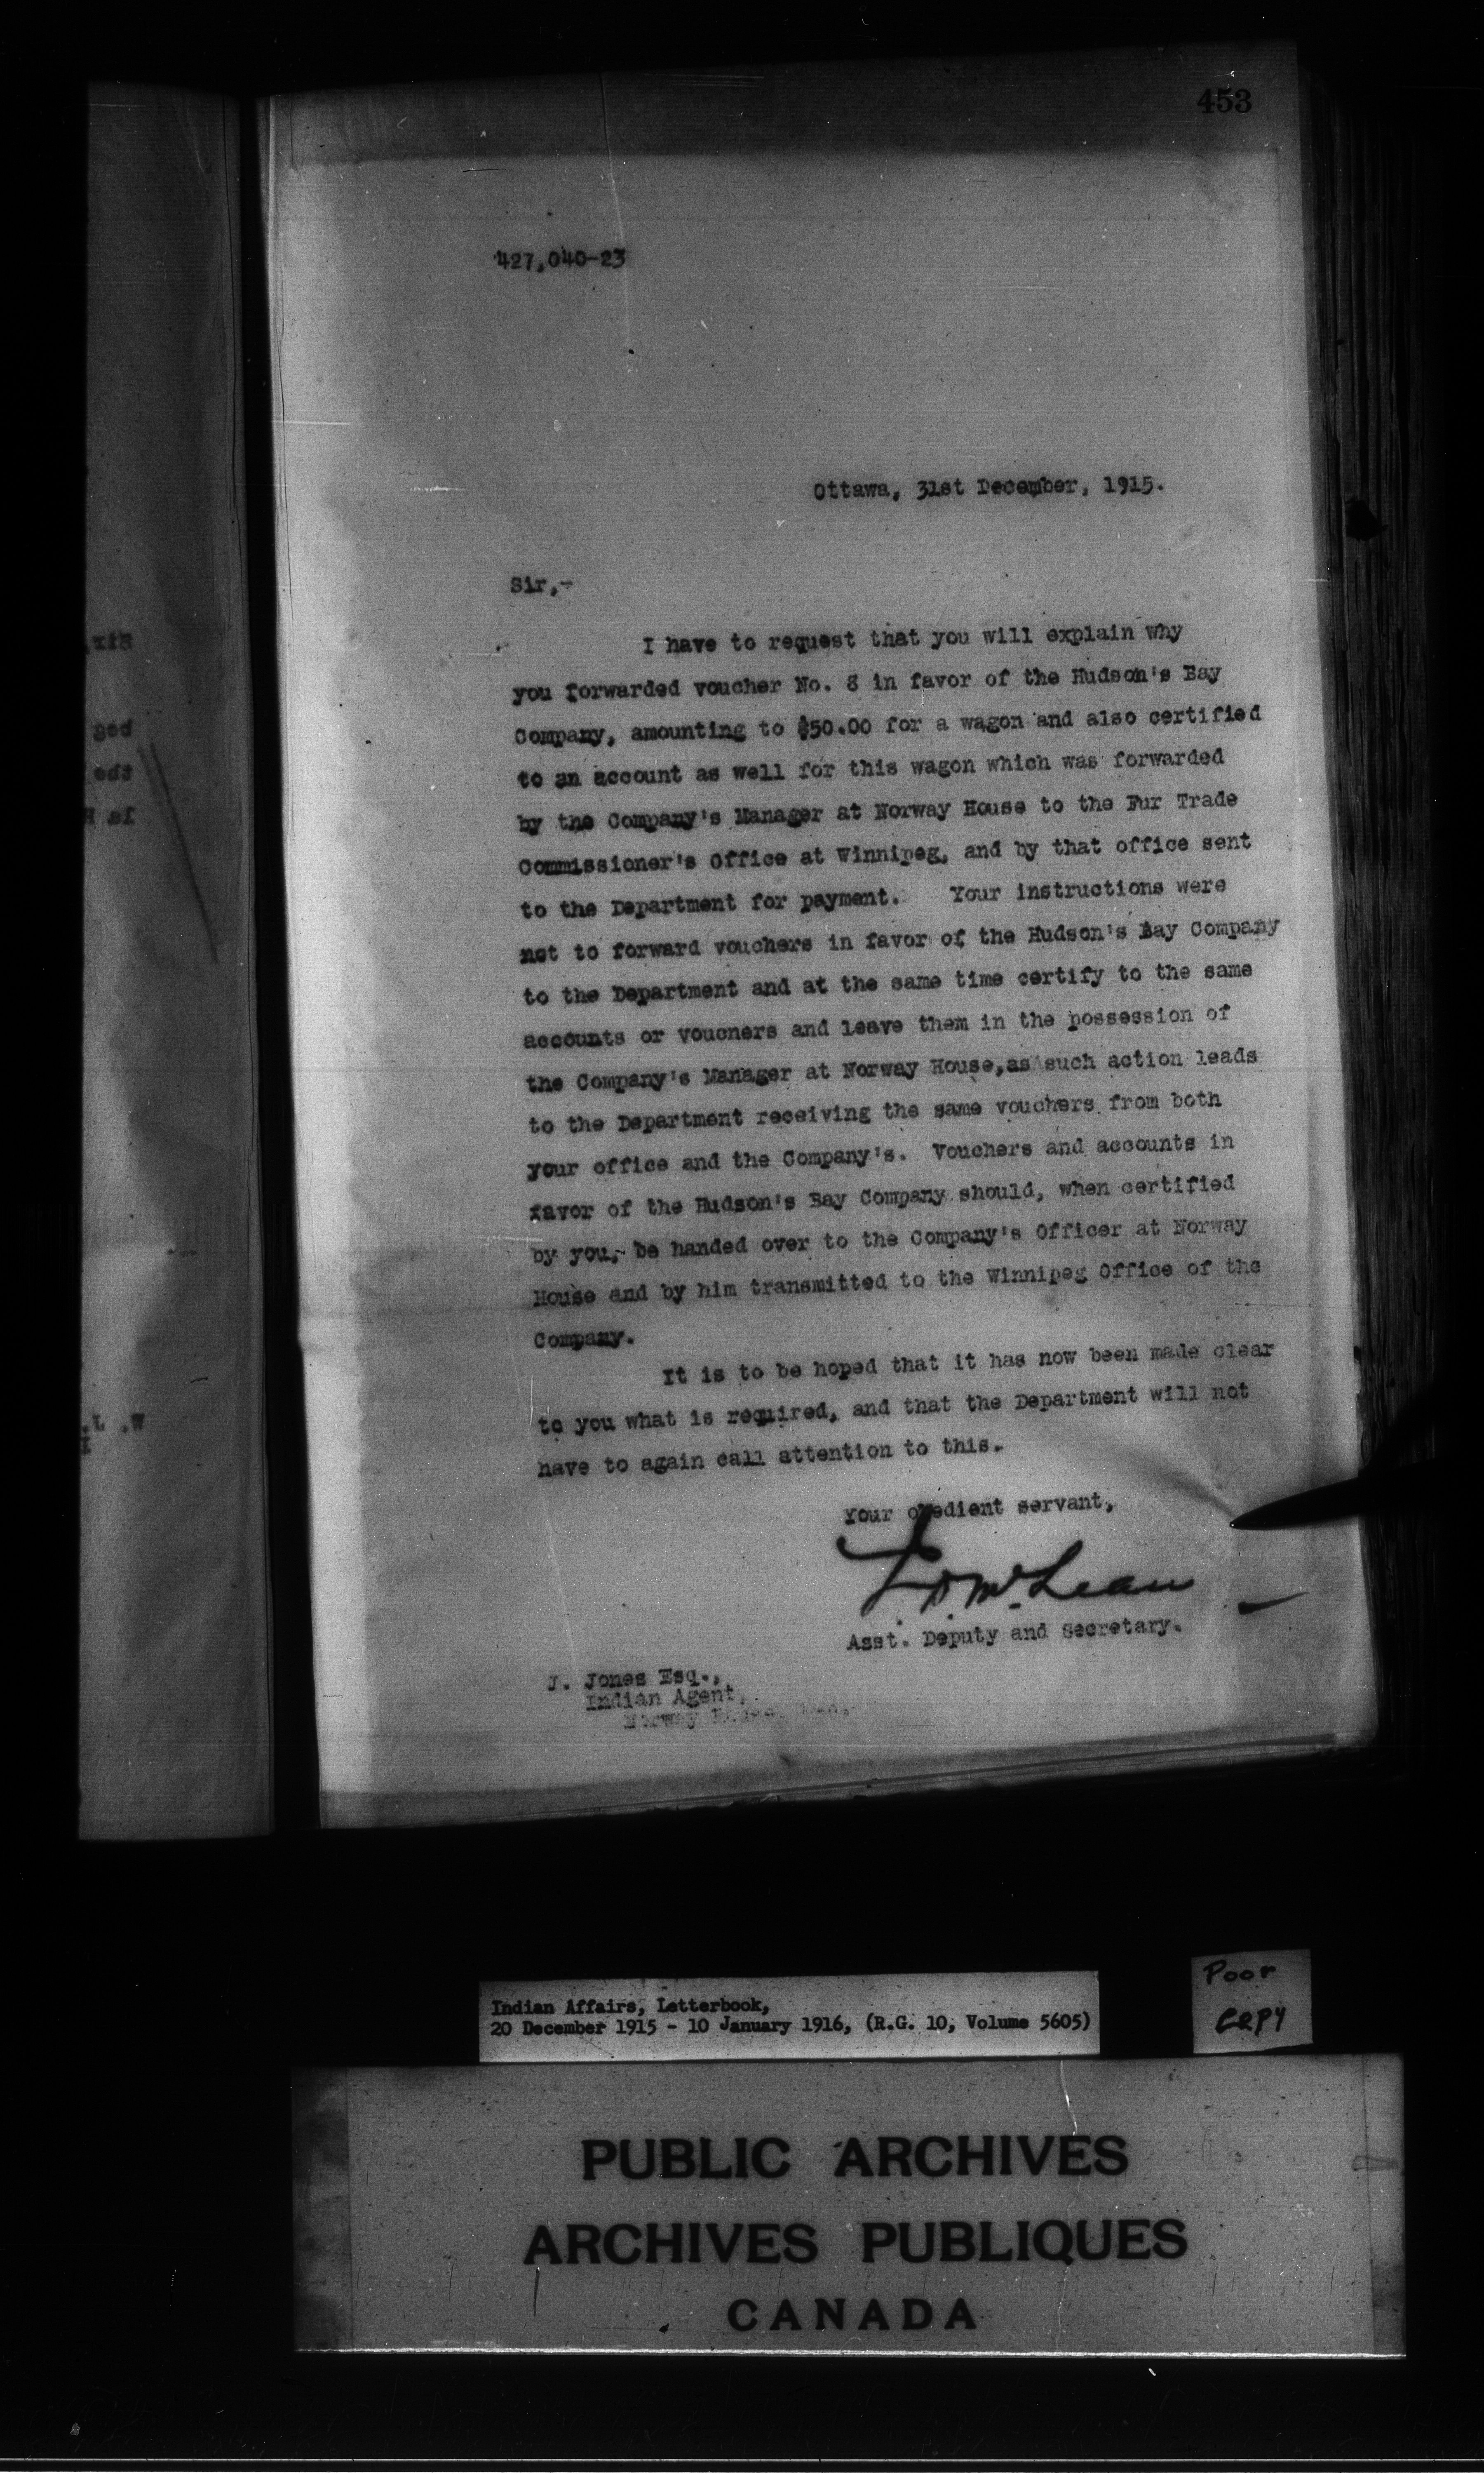 453
427,040-23
Ottawa, 31st December, 1915.
Sir,-
I have to request that you will explain why
you forwarded voucher No. 8 in favor of the Hudson's Bay
Company, amounting to $50.00 for a wagon and also certified
to an account as well for this wagon which was forwarded
by the Company's Manager at Norway House to the Fur Trade
Commissioner's Office at Winnipeg, and by that office sent
to the Department for payment. Your instructions were
not to forward vouchers in favor of the Hudson's Bay Company
to the Department and at the same time certify to the same
accounts or vouchers and leave them in the possession of
the Company's Manager at Norway House,as such action leads
to the Department receiving the same vouchers from both
your office and the Company's. Vouchers and accounts in
favor of the Hudson's Bay Company should, when certified
by you, be handed over to the Company's Officer at Norway
House and by him transmitted to the Winnipeg Office of the
Company.
It is to be hoped that it has now been made clear
to you what is required, and that the Department will not
have to again call attention to this.
Your obedient servant,
J D McLean
Asst. Deputy and Secretary.
J. Jones Esq.,
Indian Agent,
Norway House,
Indian Affairs, Letterbook,
20 December 1915 - 10 January 1916, (R.G. 10, Volume 5605)
Poor
COPY
PUBLIC ARCHIVES
ARCHIVES PUBLIQUES
CANADA